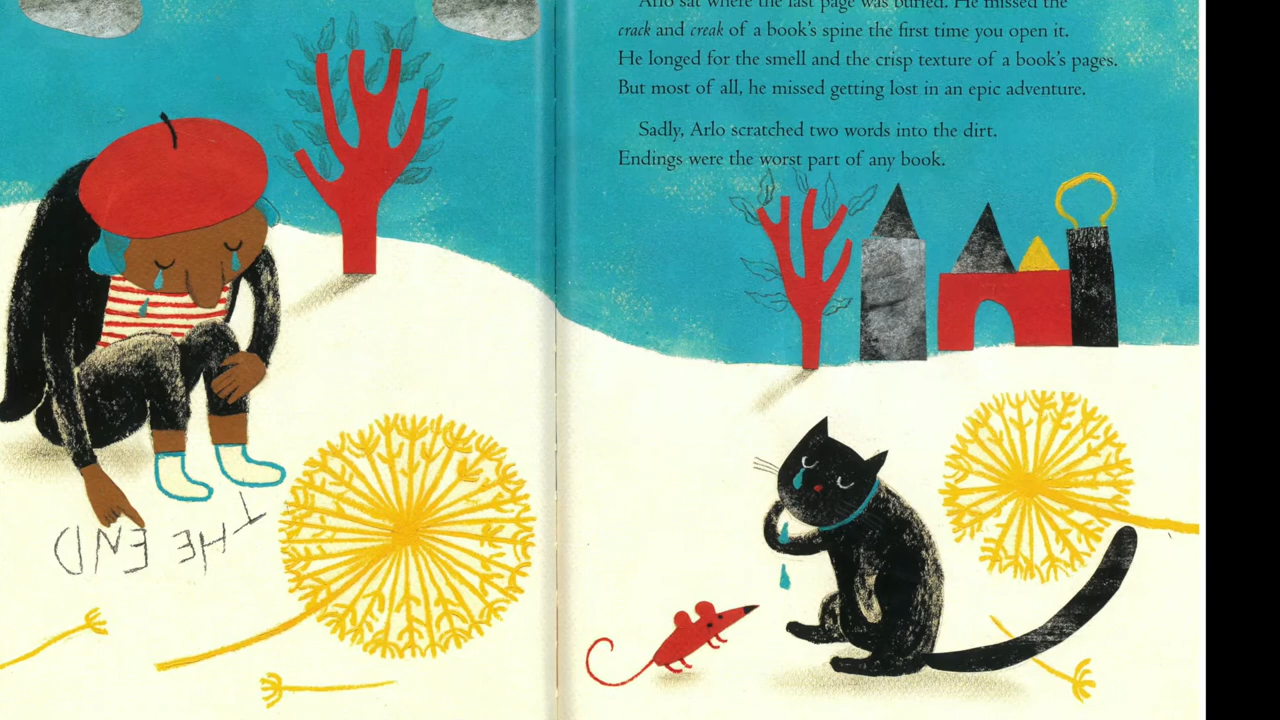 Arlo sat where the last page was buried. He missed the
crack and creak of a book's spine the first time you open it.
He longed for the smell and the crisp texture of a book's pages.
But most of all, he missed getting lost in an epic adventure.
Sadly, Arlo scratched two words into the dirt.
Endings were the worst part of any book.
THE END